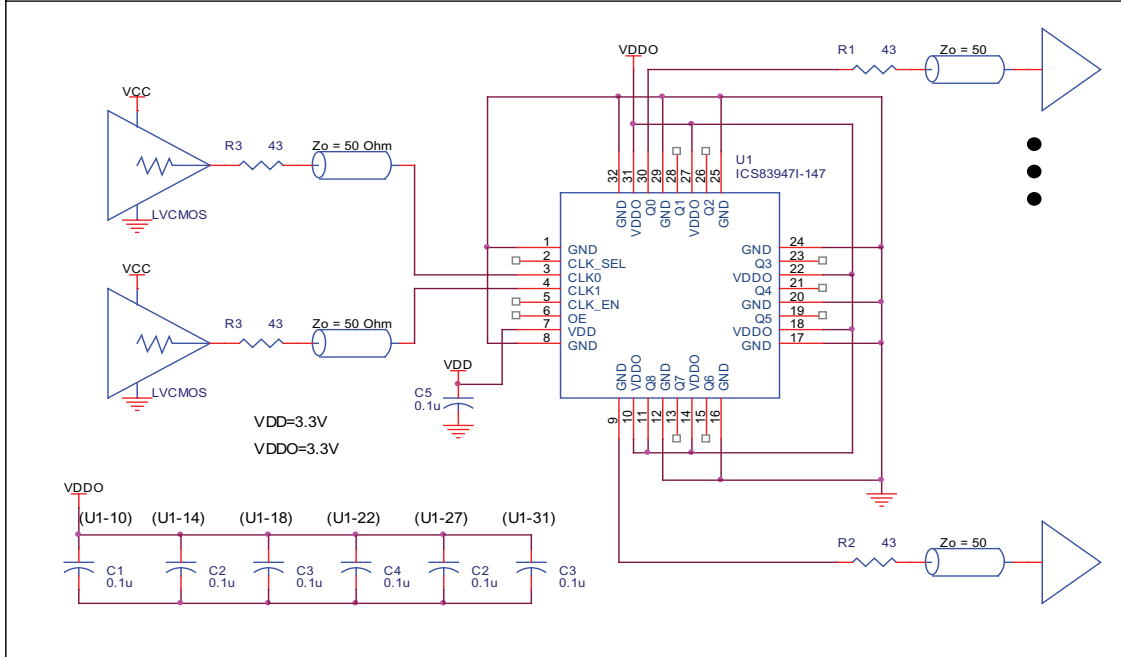 VDDO
R1 43 Zo = 50
VCC
R3 43 Zo = 50 Ohm
LVCMOS
VCC
R3 43 Zo = 50 Ohm
LVCMOS
U1
ICS83947I-147
32 31 30 29 28 27 26 25
GND VDDO Q0 GND Q1 VDDO Q2 GND
1 GND
2 CLK_SEL
3 CLK0
4 CLK1
5 CLK_EN
6 OE
7 VDD
8 GND
GND 24
Q3 23
VDDO 22
Q4 21
GND 20
Q5 19
VDDO 18
GND 17
GND VDDO Q8 GND Q7 VDDO Q6 GND
9 10 11 12 13 14 15 16
VDD
C5
0.1u
VDD=3.3V
VDDO=3.3V
VDDO
(U1-10) (U1-14) (U1-18) (U1-22) (U1-27) (U1-31)
C1 C2 C3 C4 C2 C3
0.1u 0.1u 0.1u 0.1u 0.1u 0.1u
R2 43 Zo = 50